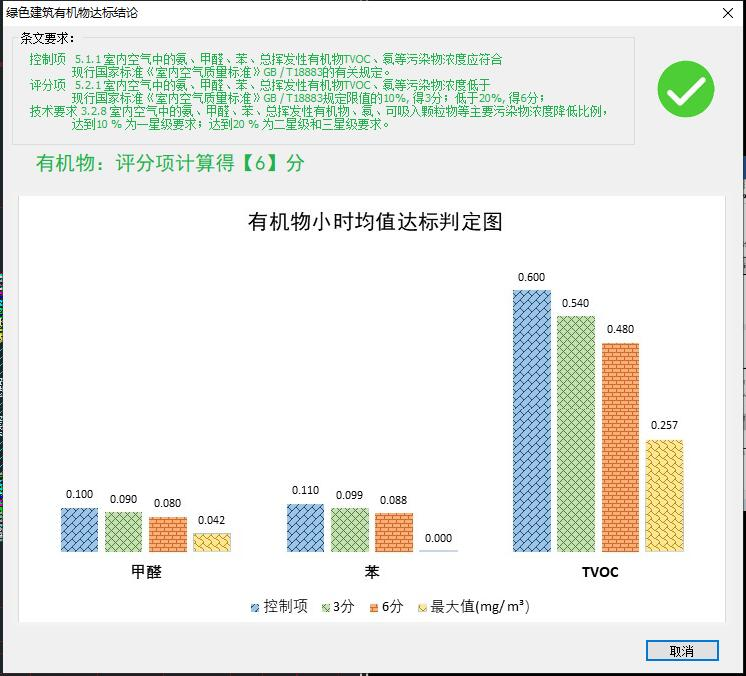 绿色建筑有机物达标结论
条文要求：
控制项 5.1.1 室内空气中的氨、甲醛、苯、总挥发性有机物TVOC、氡等污染物浓度应符合
现行国家标准《室内空气质量标准》GB / T18883的有关规定。
评分项 5.2.1 室内空气中的氨、甲醛、苯、总挥发性有机物TVOC、氡等污染物浓度低于
现行国家标准《室内空气质量标准》GB / T18883规定限值的10%, 得3分；低于20%, 得6分；
技术要求 3.2.8 室内空气中的氨、甲醛、苯、总挥发性有机物、氡、可吸入颗粒物等主要污染物浓度降低比例，
达到10 % 为一星级要求；达到20 % 为二星级和三星级要求。
有机物：评分项计算得【6】分
有机物小时均值达标判定图
0.100 0.090 0.080 0.042
0.110 0.099 0.088 0.000
0.600 0.540 0.480 0.257
甲醛 苯 TVOC
控制项 3分 6分 最大值(mg/m³)
取消